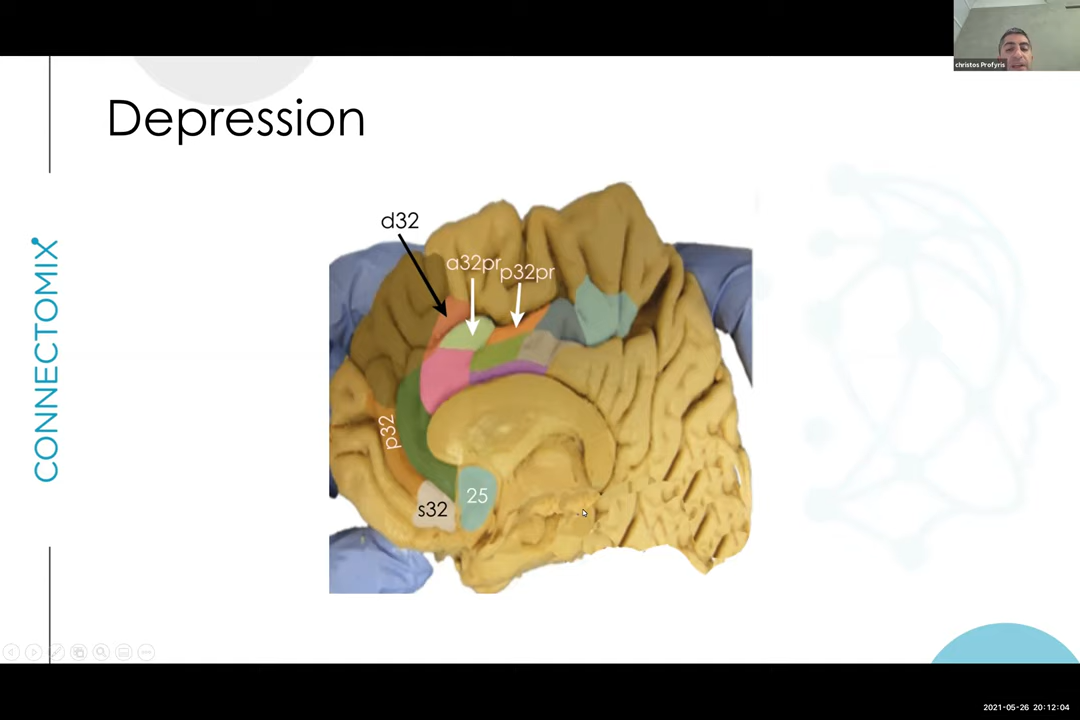 christos Profyris
Depression
CONNECTOMIX
d32
a32pr
p32pr
p32
s32
25
2021-05-26 20:12:04